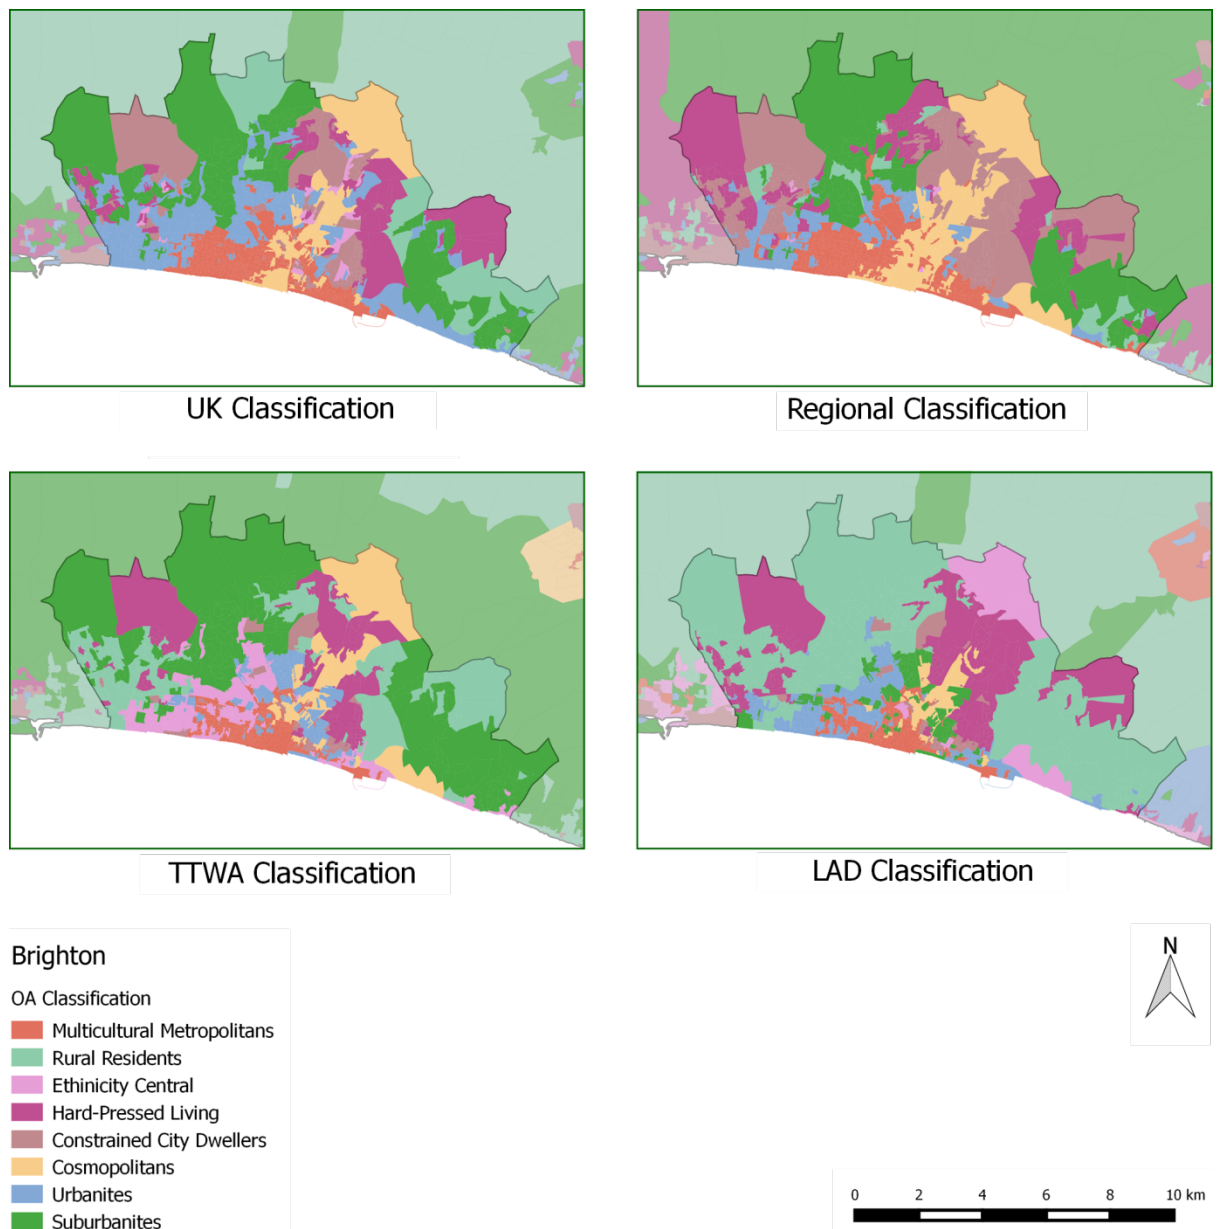 UK Classification
Regional Classification
TTWA Classification
LAD Classification
Brighton
OA Classification
Multicultural Metropolitans
Rural Residents
Ethinicity Central
Hard-Pressed Living
Constrained City Dwellers
Cosmopolitans
Urbanites
Suburbanites
N
0 2 4 6 8 10 km